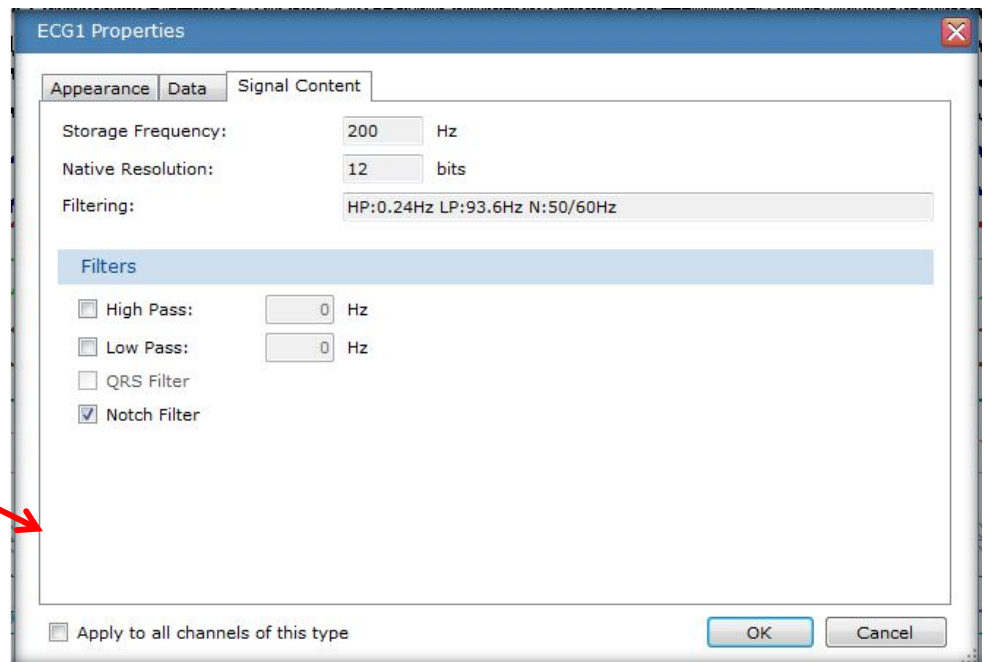 ECG1 Properties
Appearance Data Signal Content
Storage Frequency: 200 Hz
Native Resolution: 12 bits
Filtering: HP:0.24Hz LP:93.6Hz N:50/60Hz
Filters
High Pass: 0 Hz
Low Pass: 0 Hz
QRS Filter
Notch Filter
Apply to all channels of this type OK Cancel